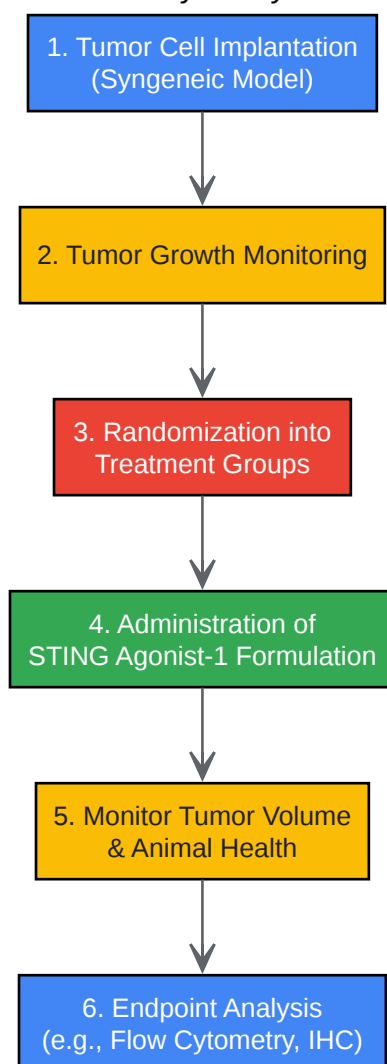 1. Tumor Cell Implantation
(Syngeneic Model)
2. Tumor Growth Monitoring
3. Randomization into
Treatment Groups
4. Administration of
STING Agonist-1 Formulation
5. Monitor Tumor Volume
& Animal Health
6. Endpoint Analysis
(e.g., Flow Cytometry, IHC)